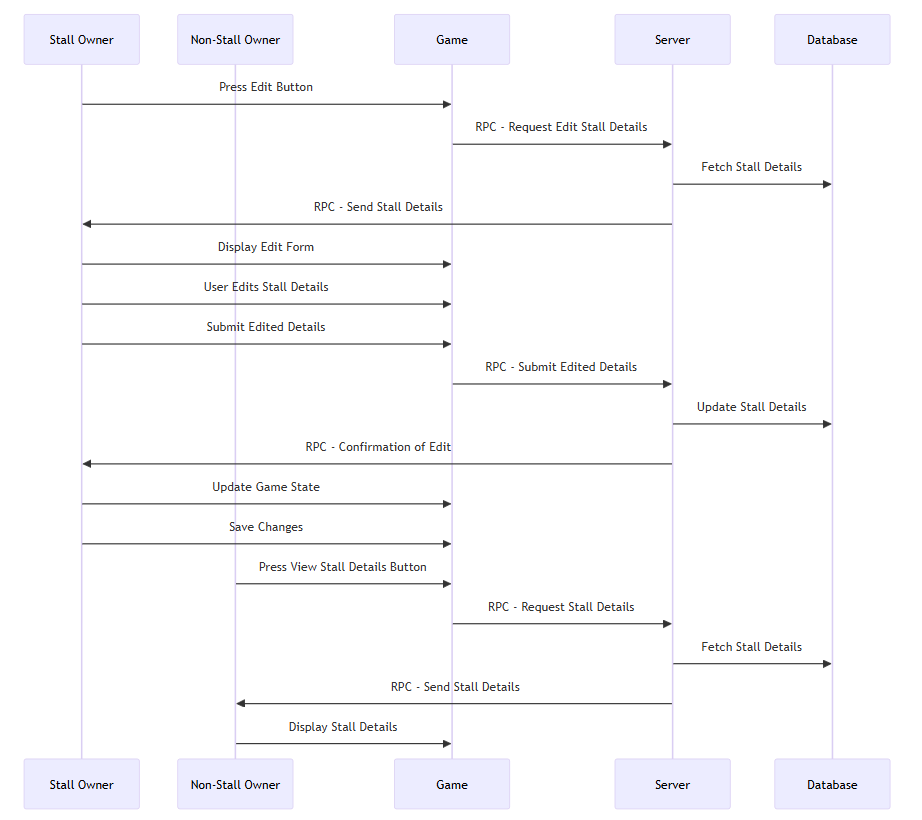 Stall Owner
Non-Stall Owner
Game
Server
Database
Press Edit Button
RPC - Request Edit Stall Details
Fetch Stall Details
RPC - Send Stall Details
Display Edit Form
User Edits Stall Details
Submit Edited Details
RPC - Submit Edited Details
Update Stall Details
RPC - Confirmation of Edit
Update Game State
Save Changes
Press View Stall Details Button
RPC - Request Stall Details
Fetch Stall Details
RPC - Send Stall Details
Display Stall Details
Stall Owner
Non-Stall Owner
Game
Server
Database